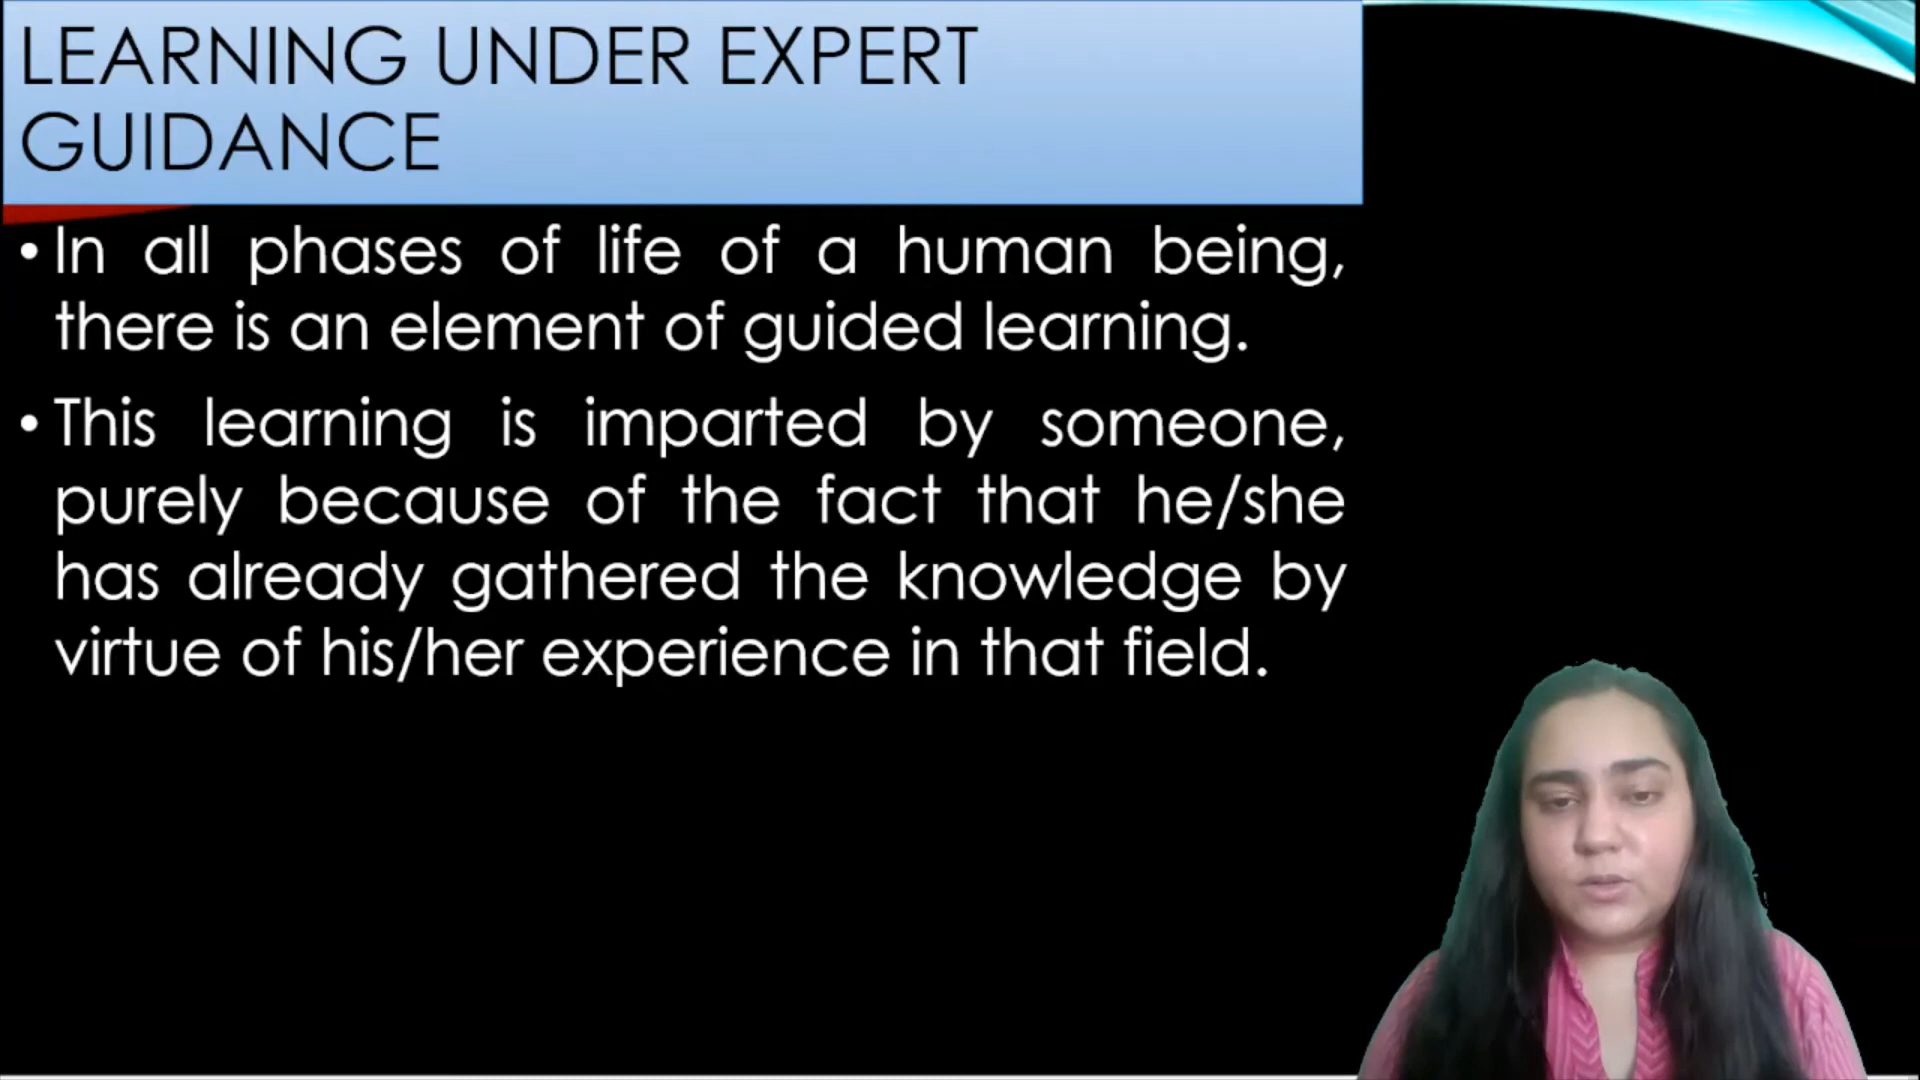 LEARNING UNDER EXPERT
GUIDANCE
• In all phases of life of a human being,
there is an element of guided learning.
• This learning is imparted by someone,
purely because of the fact that he/she
has already gathered the knowledge by
virtue of his/her experience in that field.